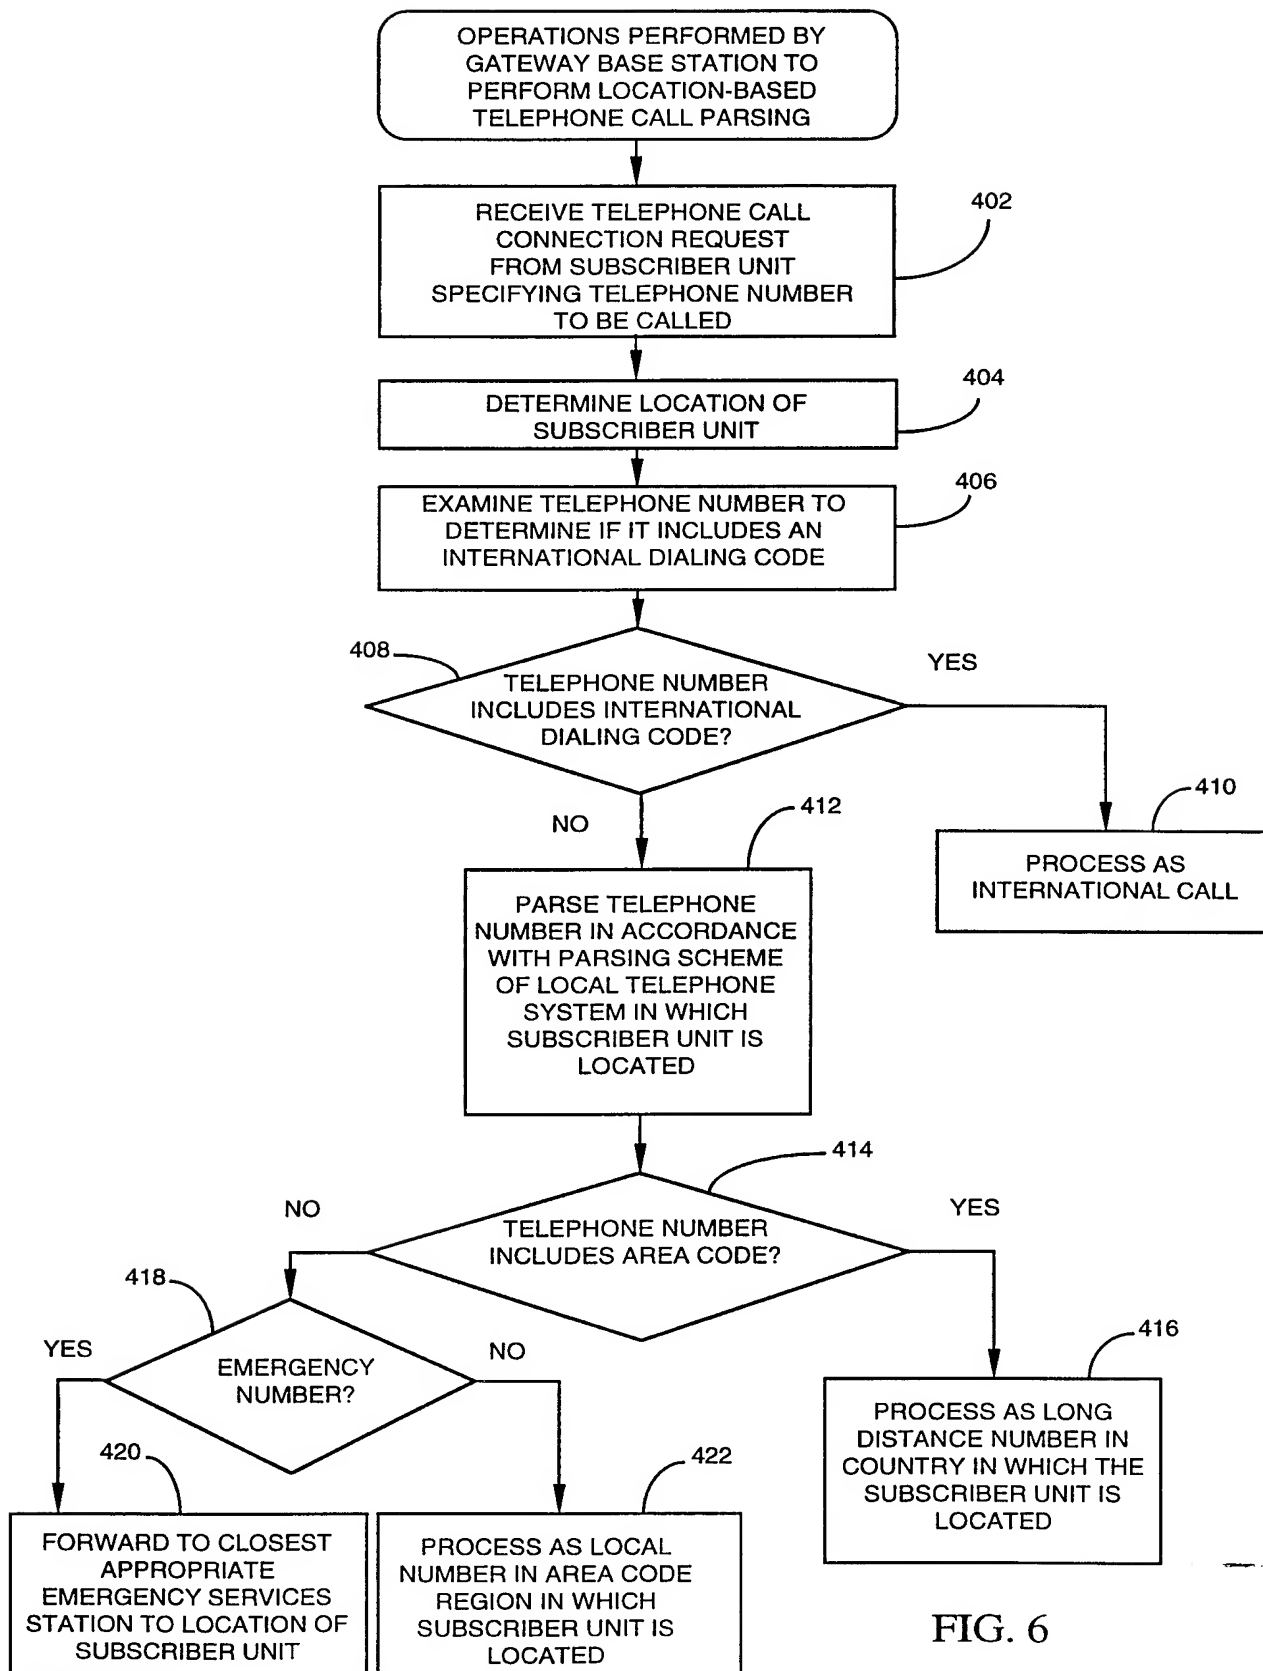 OPERATIONS PERFORMED BY
GATEWAY BASE STATION TO
PERFORM LOCATION-BASED
TELEPHONE CALL PARSING
402
RECEIVE TELEPHONE CALL
CONNECTION REQUEST
FROM SUBSCRIBER UNIT
SPECIFYING TELEPHONE NUMBER
TO BE CALLED
404
DETERMINE LOCATION OF
SUBSCRIBER UNIT
406
EXAMINE TELEPHONE NUMBER TO
DETERMINE IF IT INCLUDES AN
INTERNATIONAL DIALING CODE
408
TELEPHONE NUMBER
INCLUDES INTERNATIONAL
DIALING CODE?
YES
410
PROCESS AS
INTERNATIONAL CALL
NO
412
PARSE TELEPHONE
NUMBER IN ACCORDANCE
WITH PARSING SCHEME
OF LOCAL TELEPHONE
SYSTEM IN WHICH
SUBSCRIBER UNIT IS
LOCATED
414
TELEPHONE NUMBER
INCLUDES AREA CODE?
NO
YES
418
EMERGENCY
NUMBER?
YES
NO
416
PROCESS AS LONG
DISTANCE NUMBER IN
COUNTRY IN WHICH THE
SUBSCRIBER UNIT IS
LOCATED
420
FORWARD TO CLOSEST
APPROPRIATE
EMERGENCY SERVICES
STATION TO LOCATION OF
SUBSCRIBER UNIT
422
PROCESS AS LOCAL
NUMBER IN AREA CODE
REGION IN WHICH
SUBSCRIBER UNIT IS
LOCATED
FIG. 6